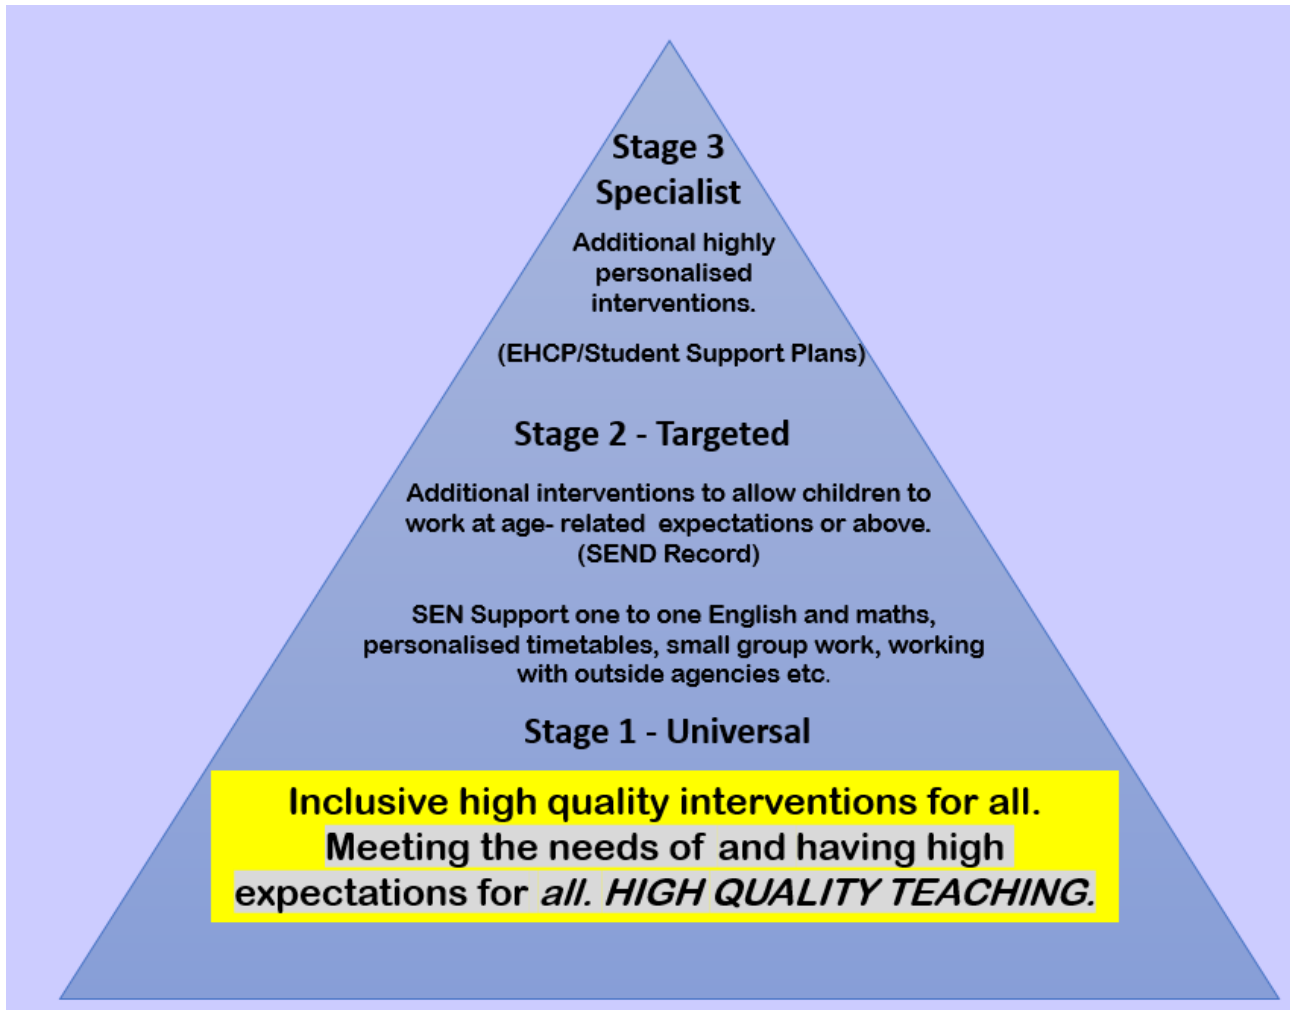 Stage 3
Specialist
Additional highly
personalised
interventions.
(EHCP/Student Support Plans)
Stage 2 - Targeted
Additional interventions to allow children to
work at age- related  expectations or above.
(SEND Record)
SEN Support one to one English and maths,
personalised timetables, small group work, working
with outside agencies etc.
Stage 1 - Universal
Inclusive high quality interventions for all.
Meeting the needs of and having high
expectations for all. HIGH QUALITY TEACHING.